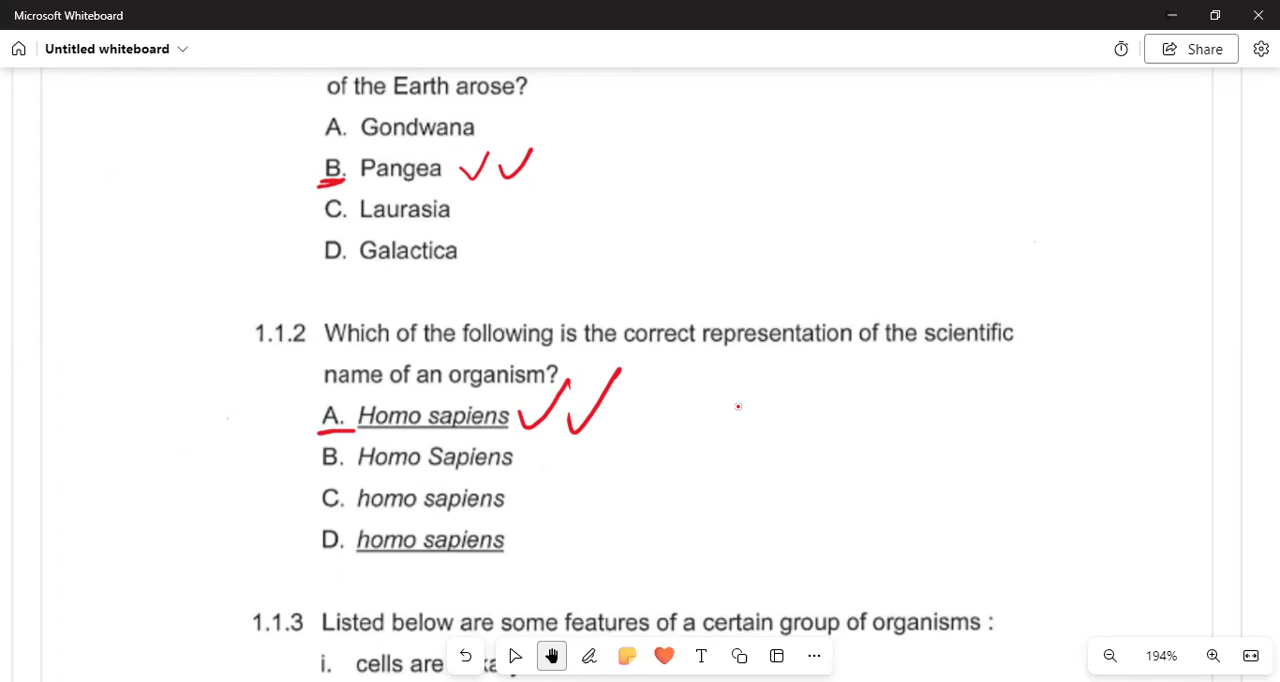 Microsoft Whiteboard
Untitled whiteboard
Share
of the Earth arose?
A. Gondwana
B. Pangea
C. Laurasia
D. Galactica
1.1.2 Which of the following is the correct representation of the scientific
name of an organism?
A. Homo sapiens
B. Homo Sapiens
C. homo sapiens
D. homo sapiens
1.1.3 Listed below are some features of a certain group of organisms :
i. cells are
194%